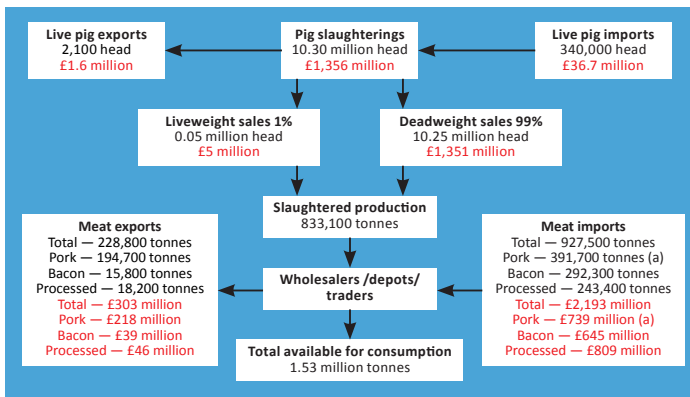 Live pig exports
2,100 head
£1.6 million
Pig slaughterings
10.30 million head
£1,356 million
Live pig imports
340,000 head
£36.7 million
Liveweight sales 1%
0.05 million head
£5 million
Deadweight sales 99%
10.25 million head
£1,351 million
Slaughtered production
833,100 tonnes
Meat exports
Total — 228,800 tonnes
Pork — 194,700 tonnes
Bacon — 15,800 tonnes
Processed — 18,200 tonnes
Total — £303 million
Pork — £218 million
Bacon — £39 million
Processed — £46 million
Wholesalers /depots/
traders
Meat imports
Total — 927,500 tonnes
Pork — 391,700 tonnes (a)
Bacon — 292,300 tonnes
Processed — 243,400 tonnes
Total — £2,193 million
Pork — £739 million (a)
Bacon — £645 million
Processed — £809 million
Total available for consumption
1.53 million tonnes